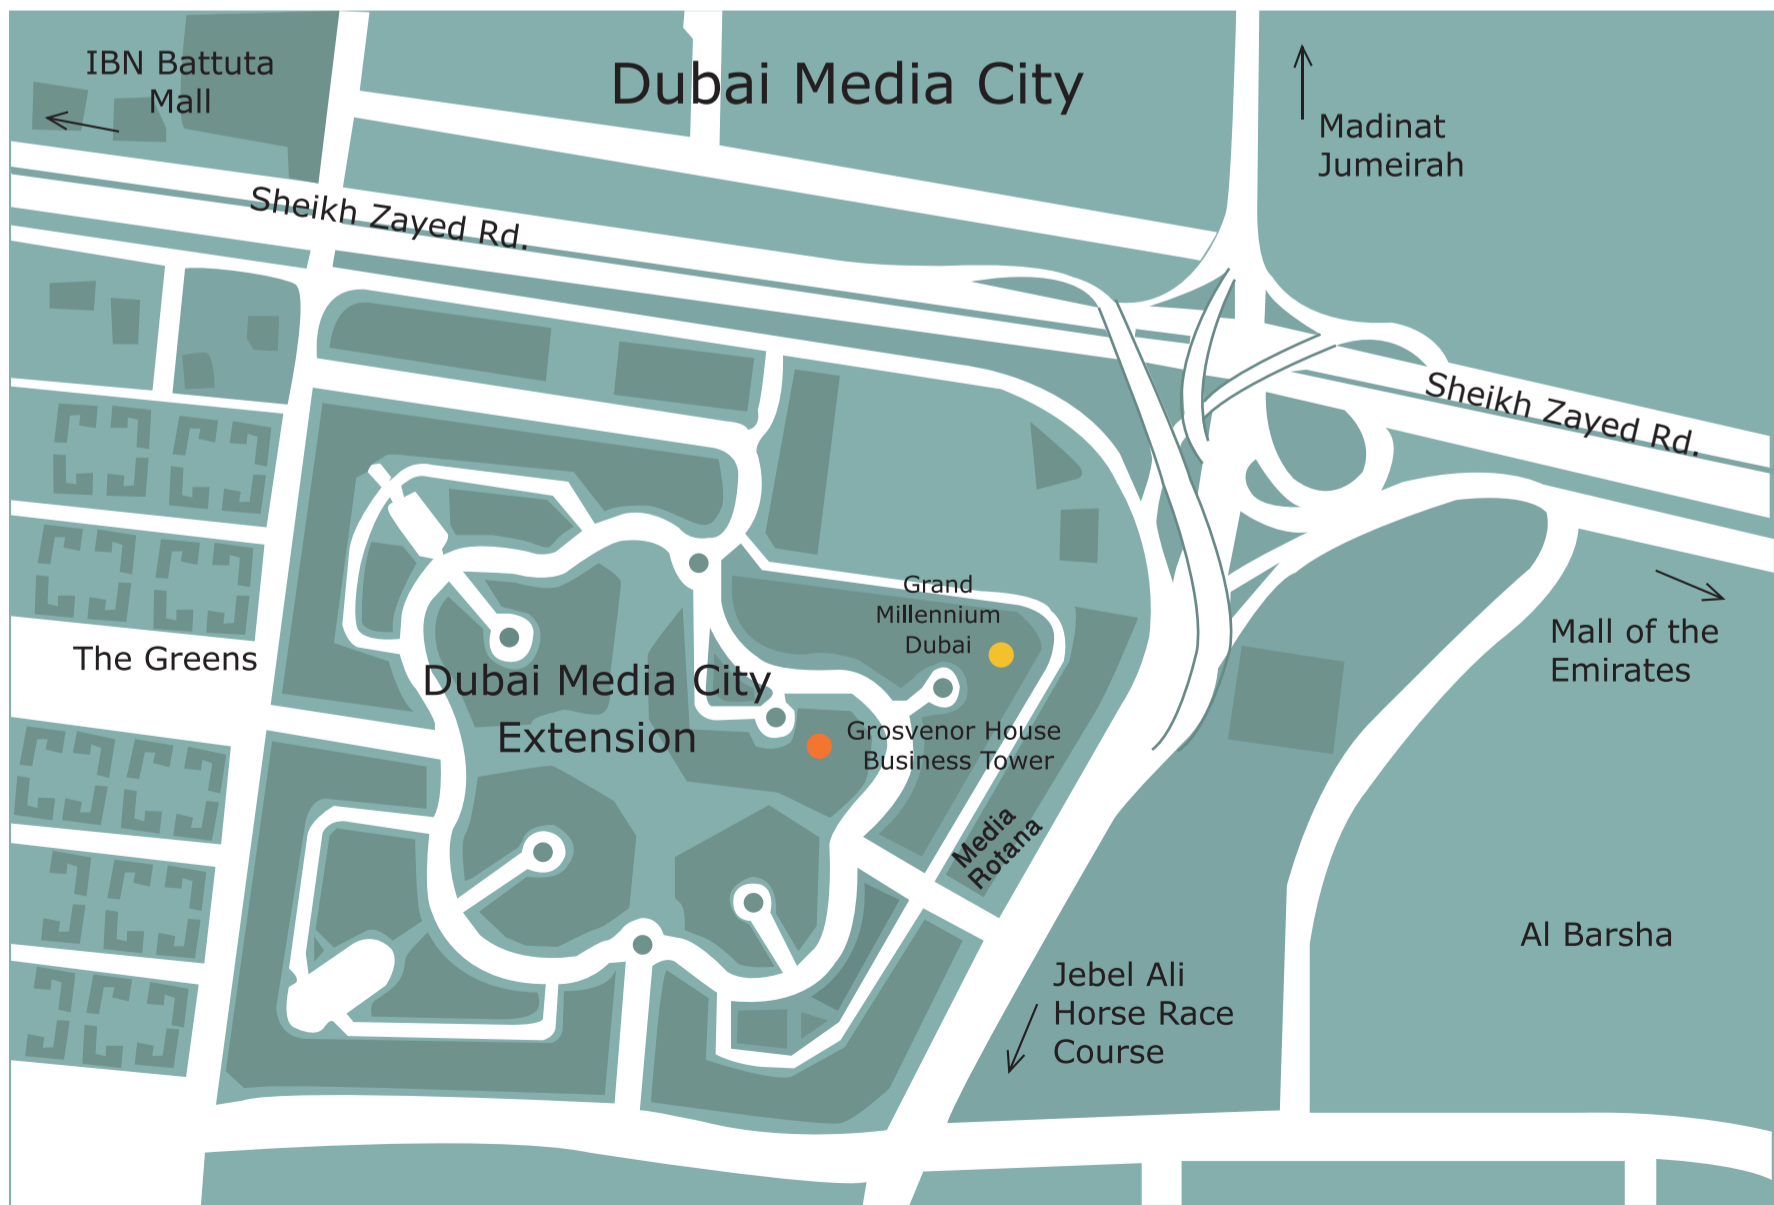 IBN Battuta
Mall
Dubai Media City
Madinat
Jumeirah
Sheikh Zayed Rd.
Sheikh Zayed Rd.
Grand
Millennium
Dubai
Mall of the
Emirates
The Greens
Dubai Media City
Extension
Grosvenor House
Business Tower
Media
Rotana
Al Barsha
Jebel Ali
Horse Race
Course